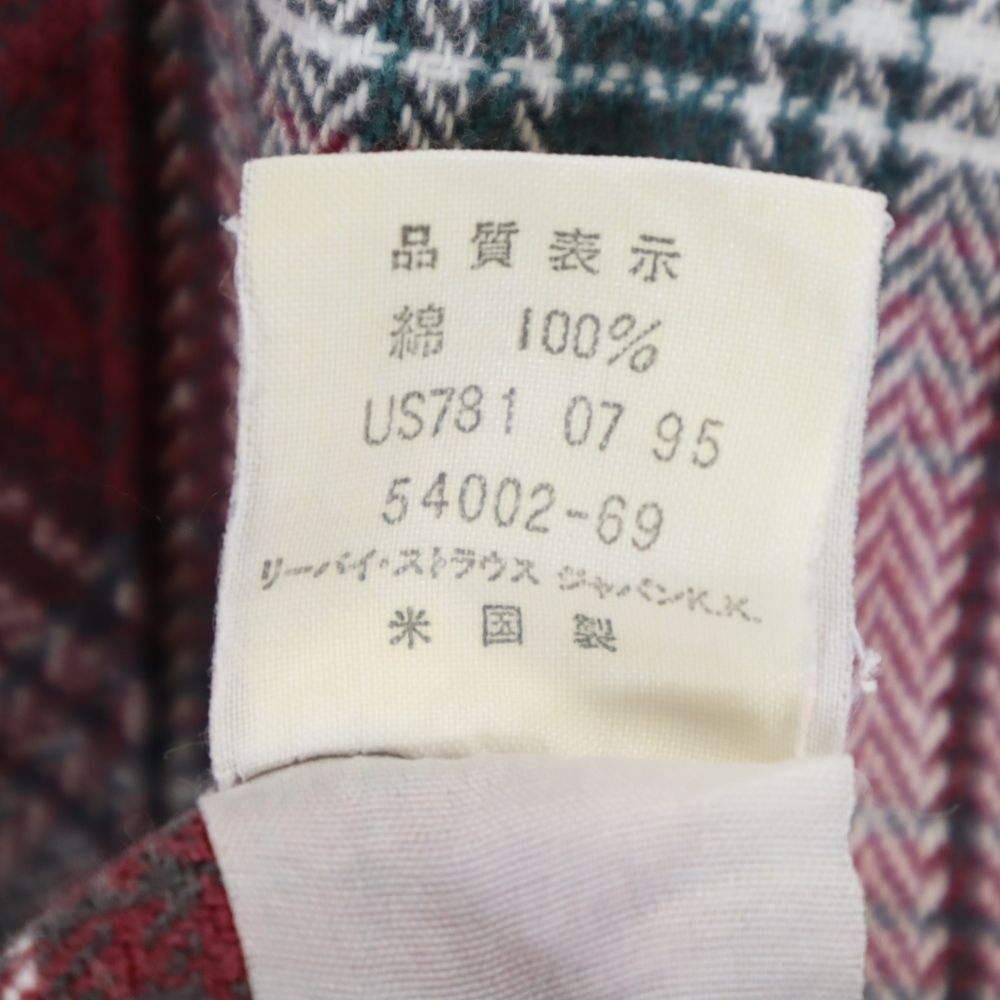 品質表示
綿 100%
US781 07 95
54002-69
リーバイ・ストラウス ジャパンK.K.
米国製